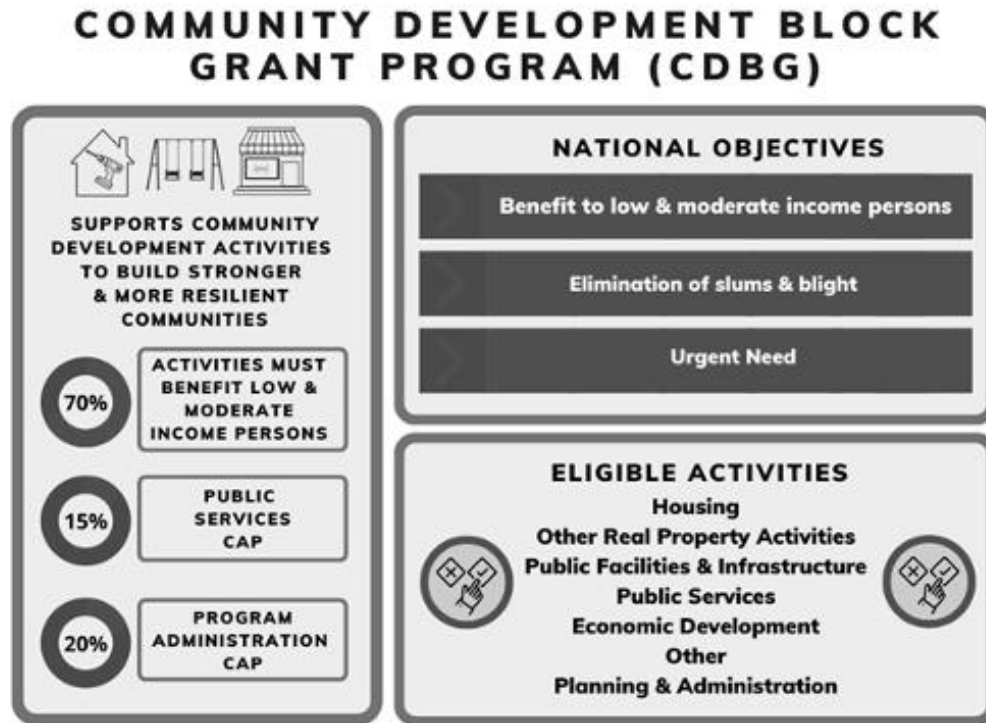 COMMUNITY DEVELOPMENT BLOCK
GRANT PROGRAM (CDBG)
SUPPORTS COMMUNITY
DEVELOPMENT ACTIVITIES
TO BUILD STRONGER
& MORE RESILIENT
COMMUNITIES
70%
ACTIVITIES MUST
BENEFIT LOW &
MODERATE
INCOME PERSONS
15%
PUBLIC
SERVICES
CAP
20%
PROGRAM
ADMINISTRATION
CAP
NATIONAL OBJECTIVES
Benefit to low & moderate income persons
Elimination of slums & blight
Urgent Need
ELIGIBLE ACTIVITIES
Housing
Other Real Property Activities
Public Facilities & Infrastructure
Public Services
Economic Development
Other
Planning & Administration